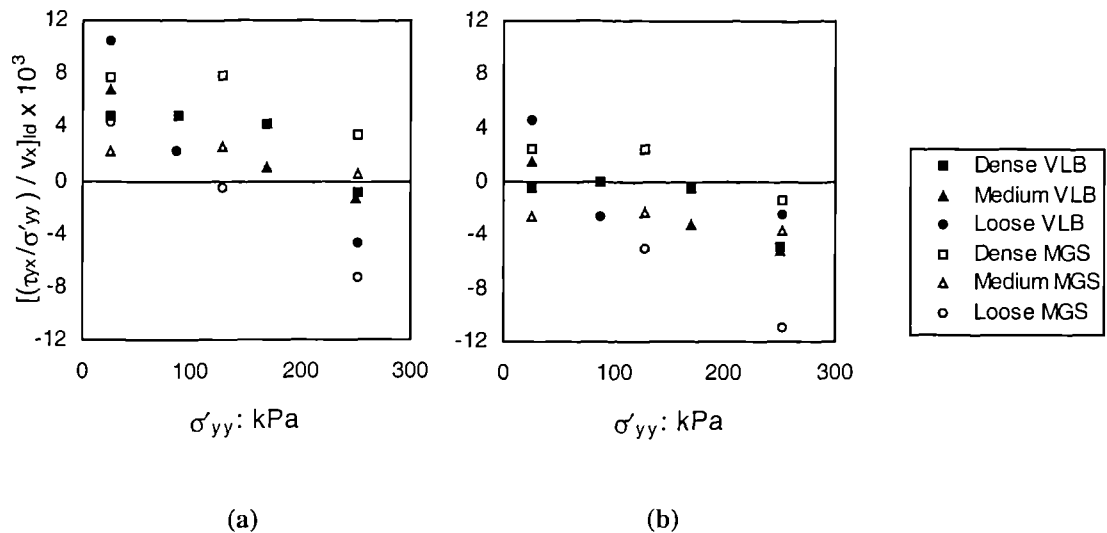 [(τyx/σ′yy) / vx]ld x 10³
12
8
4
0
-4
-8
-12
0 100 200 300
σ′yy: kPa
(a)
12
8
4
0
-4
-8
-12
0 100 200 300
σ′yy: kPa
(b)
Dense VLB
Medium VLB
Loose VLB
Dense MGS
Medium MGS
Loose MGS